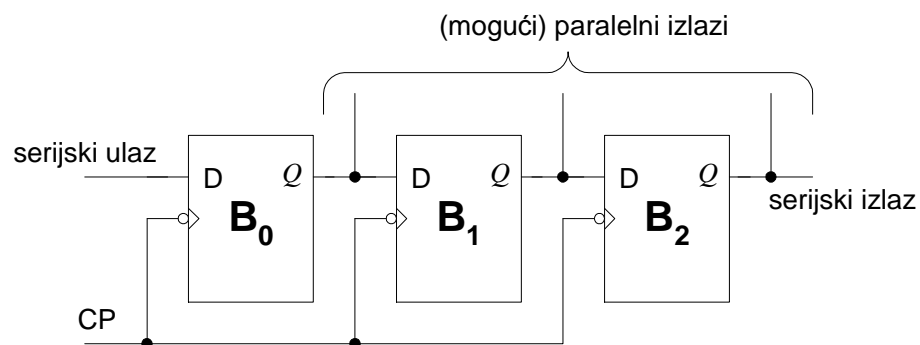 (mogući) paralelni izlazi
serijski ulaz
D Q D Q D Q
serijski izlaz
B0 B1 B2
CP